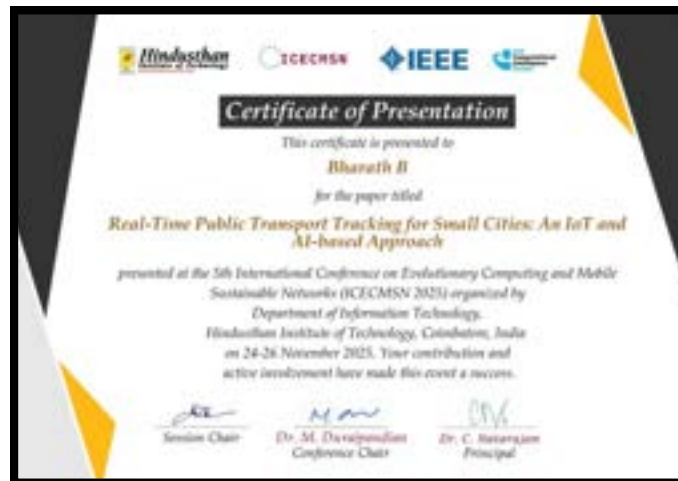 Hindusthan
Institute of Technology
ICECMSN
IEEE
Certificate of Presentation
This certificate is presented to
Bharath B
for the paper titled
Real-Time Public Transport Tracking for Small Cities: An IoT and
AI-based Approach
presented at the 5th International Conference on Evolutionary Computing and Mobile
Sustainable Networks (ICECMSN 2025) organized by
Department of Information Technology,
Hindusthan Institute of Technology, Coimbatore, India
on 24-26 November 2025. Your contribution and
active involvement have made this event a success.
Session Chair
Dr. M. Duraipandian
Conference Chair
Dr. C. Natarajan
Principal